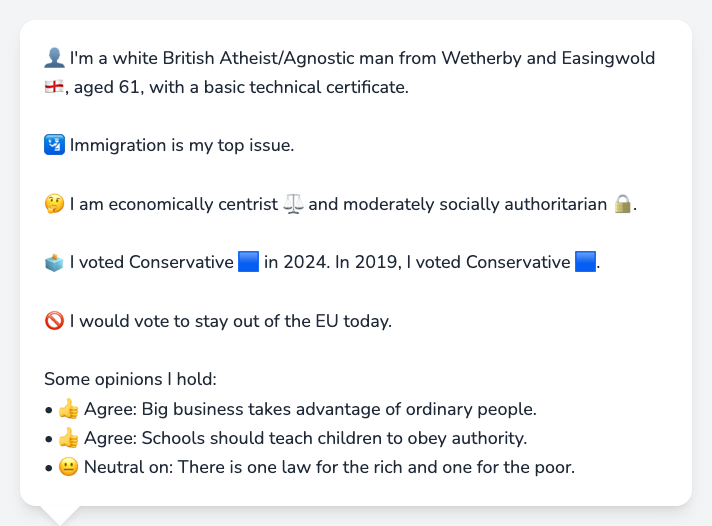 👤 I'm a white British Atheist/Agnostic man from Wetherby and Easingwold
🏴󠁧󠁢󠁥󠁮󠁧󠁿, aged 61, with a basic technical certificate.
🛂 Immigration is my top issue.
🤔 I am economically centrist ⚖️ and moderately socially authoritarian 🔒.
🗳️ I voted Conservative 🟦 in 2024. In 2019, I voted Conservative 🟦.
🚫 I would vote to stay out of the EU today.
Some opinions I hold:
• 👍 Agree: Big business takes advantage of ordinary people.
• 👍 Agree: Schools should teach children to obey authority.
• 😐 Neutral on: There is one law for the rich and one for the poor.